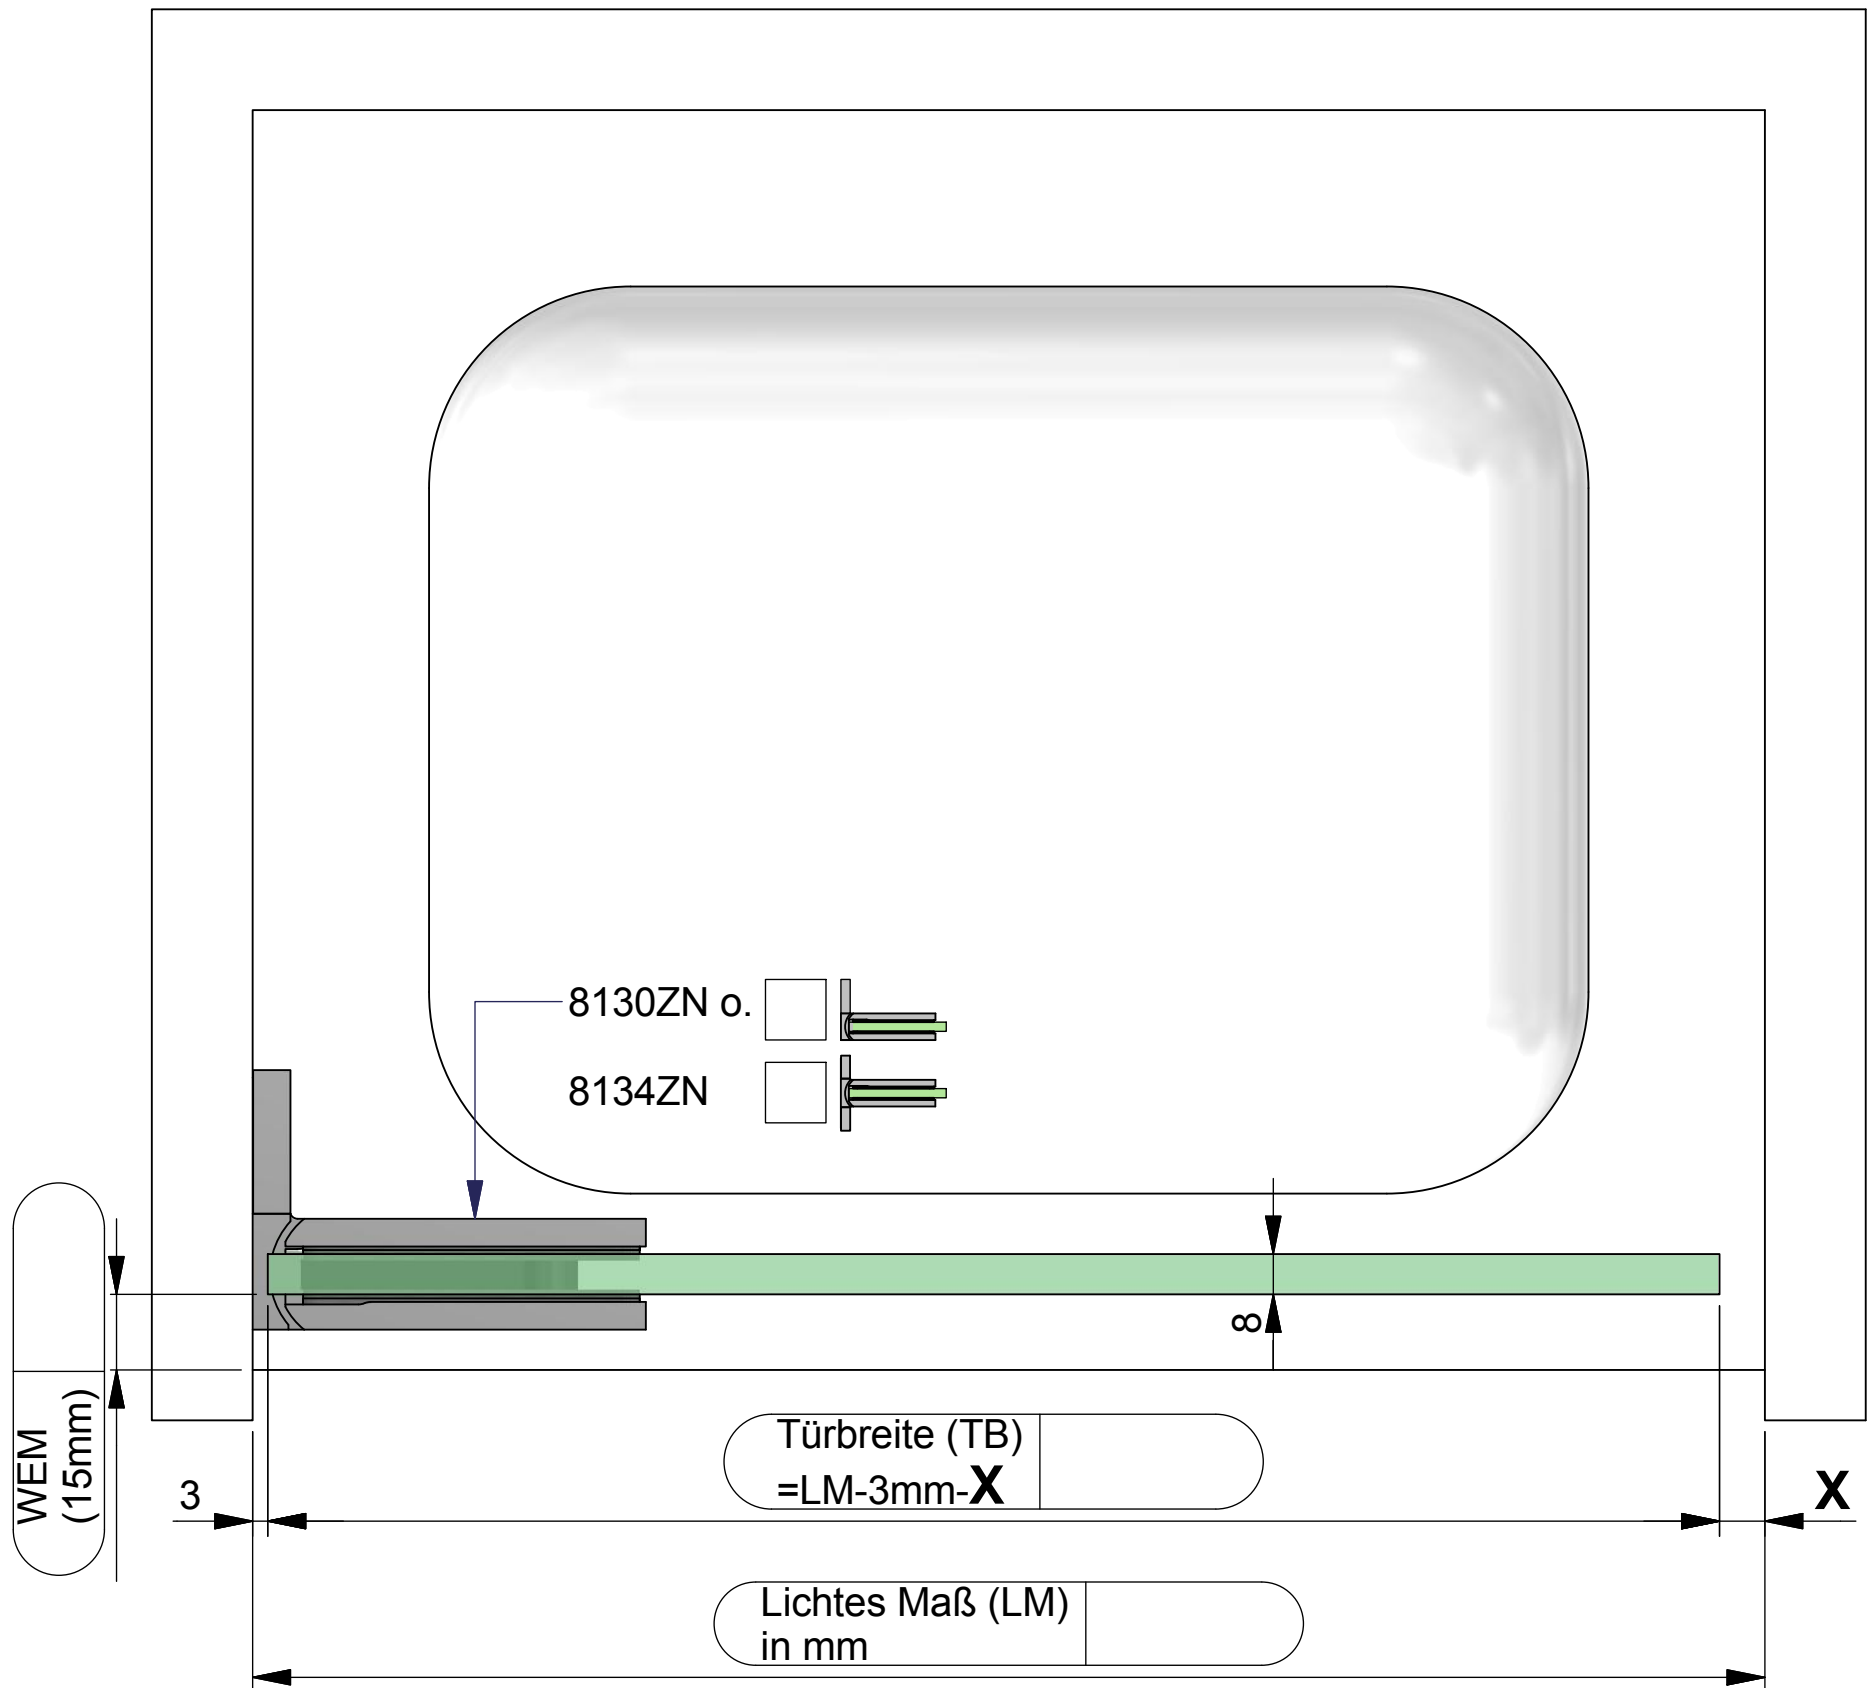 8130ZN o.
8134ZN
8
WEM
(15mm)
Türbreite (TB)
=LM-3mm-X
3
X
Lichtes Maß (LM)
in mm